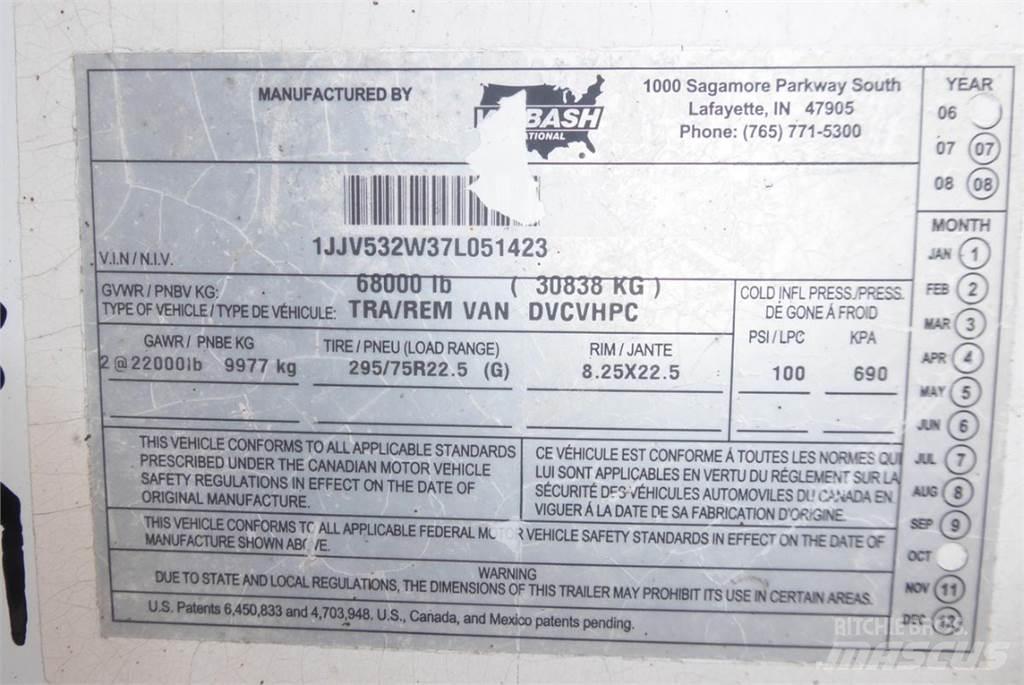 MANUFACTURED BY
BASH
TIONAL
1000 Sagamore Parkway South
Lafayette, IN 47905
Phone: (765) 771-5300
1JJV532W37L051423
V.I.N / N.I.V.
GVWR / PNBV KG: 68000 lb ( 30838 KG )
TYPE OF VEHICLE / TYPE DE VÉHICULE: TRA/REM VAN DVCVHPC
GAWR / PNBE KG
2 @ 22000lb 9977 kg
TIRE / PNEU (LOAD RANGE)
295/75R22.5 (G)
RIM / JANTE
8.25X22.5
COLD INFL PRESS./PRESS.
DE GONE À FROID
PSI / LPC KPA
100 690
THIS VEHICLE CONFORMS TO ALL APPLICABLE STANDARDS
PRESCRIBED UNDER THE CANADIAN MOTOR VEHICLE
SAFETY REGULATIONS IN EFFECT ON THE DATE OF
ORIGINAL MANUFACTURE.
CE VÉHICULE EST CONFORME À TOUTES LES NORMES QUI
LUI SONT APPLICABLES EN VERTU DU RÉGLEMENT SUR LA
SÉCURITÉ DES VÉHICULES AUTOMOVILES DU CANADA EN
VIGUER À LA DATE DE SA FABRICATION D'ORIGINE.
THIS VEHICLE CONFORMS TO ALL APPLICABLE FEDERAL MOTOR VEHICLE SAFETY STANDARDS IN EFFECT ON THE DATE OF
MANUFACTURE SHOWN ABOVE.
WARNING
DUE TO STATE AND LOCAL REGULATIONS, THE DIMENSIONS OF THIS TRAILER MAY PROHIBIT ITS USE IN CERTAIN AREAS.
U.S. Patents 6,450,833 and 4,703,948. U.S., Canada, and Mexico patents pending.
YEAR
06
07 07
08 08
MONTH
JAN 1
FEB 2
MAR 3
APR 4
MAY 5
JUN 6
JUL 7
AUG 8
SEP 9
OCT
NOV 11
DEC 12
RITCHIE BROS.
MASCUS